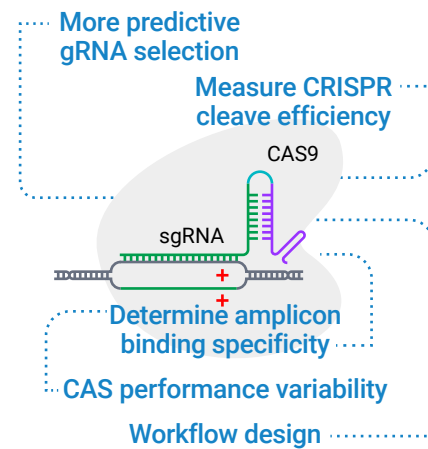 More predictive
gRNA selection
Measure CRISPR
cleave efficiency
CAS9
sgRNA
+
+
Determine amplicon
binding specificity
CAS performance variability
Workflow design